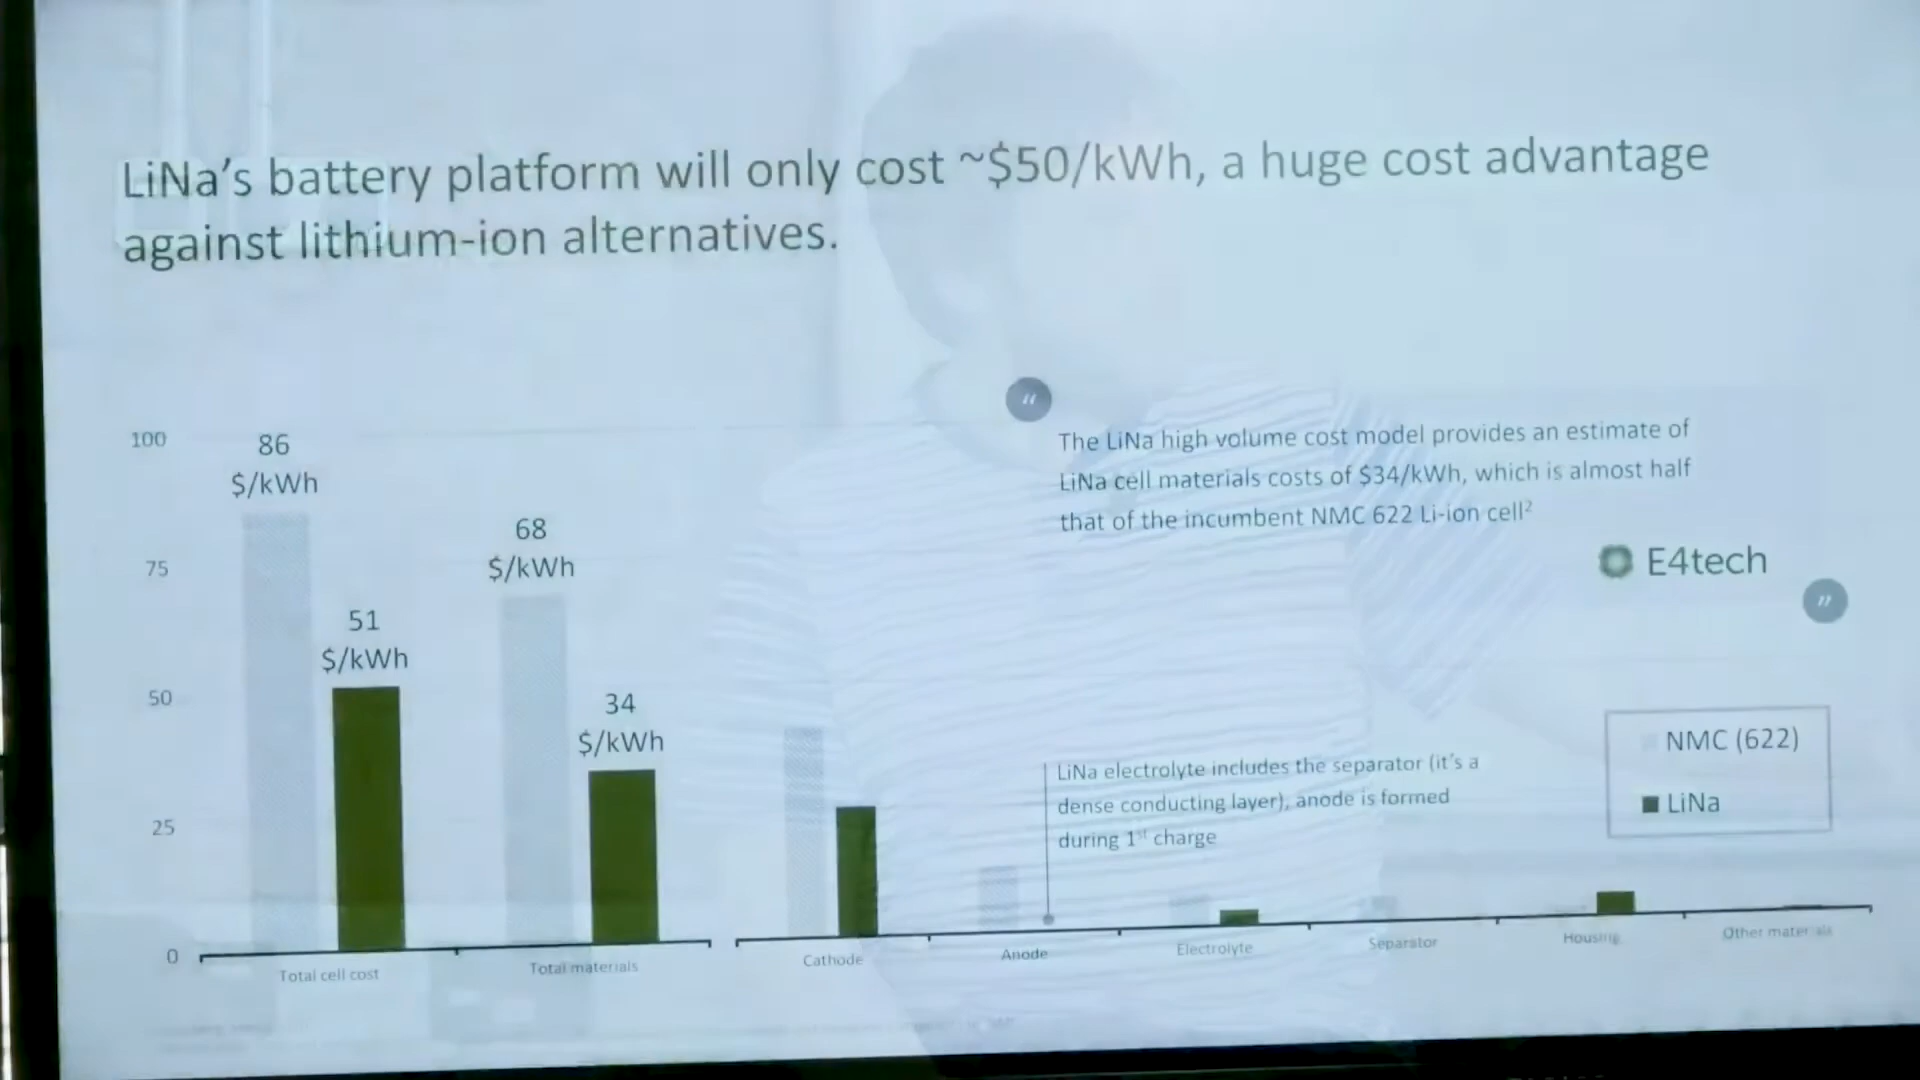 LiNa's battery platform will only cost ~$50/kWh, a huge cost advantage
against lithium-ion alternatives.
100
75
50
25
0
86
$/kWh
51
$/kWh
68
$/kWh
34
$/kWh
“
The LiNa high volume cost model provides an estimate of
LiNa cell materials costs of $34/kWh, which is almost half
that of the incumbent NMC 622 Li-ion cell²
E4tech
”
LiNa electrolyte includes the separator (it's a
dense conducting layer), anode is formed
during 1st charge
NMC (622)
LiNa
Total cell cost
Total materials
Cathode
Anode
Electrolyte
Separator
Housing
Other materials